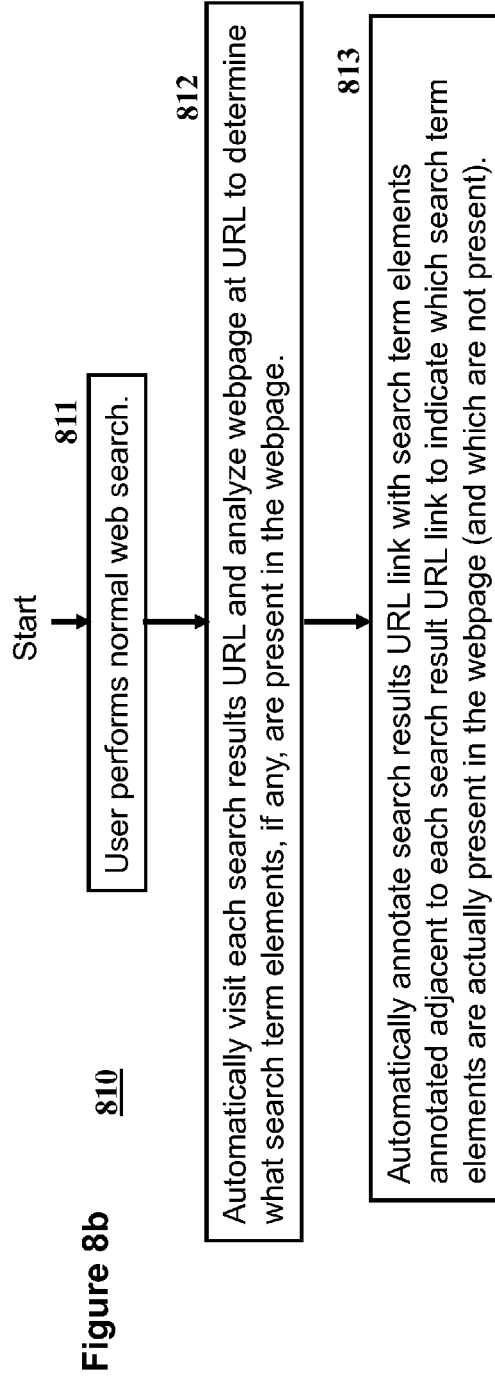 Figure 8b
810
Start
811
User performs normal web search.
812
Automatically visit each search results URL and analyze webpage at URL to determine
what search term elements, if any, are present in the webpage.
813
Automatically annotate search results URL link with search term elements
annotated adjacent to each search result URL link to indicate which search term
elements are actually present in the webpage (and which are not present).